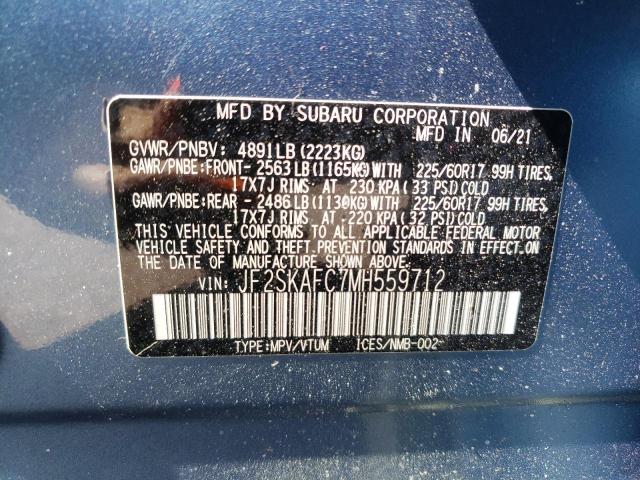 MFD BY SUBARU CORPORATION
MFD IN 06/21
GVWR/PNBV: 4891LB(2223KG)
GAWR/PNBE:FRONT- 2563LB(1165KG)WITH 225/60R17 99H TIRES,
17X7J RIMS AT 230 KPA(33 PSI)COLD
GAWR/PNBE:REAR - 2486LB(1130KG)WITH 225/60R17 99H TIRES,
17X7J RIMS AT 220 KPA(32 PSI)COLD
THIS VEHICLE CONFORMS TO ALL APPLICABLE FEDERAL MOTOR
VEHICLE SAFETY AND THEFT PREVENTION STANDARDS IN EFFECT ON
THE DATE OF MANUFACTURE SHOWN ABOVE.
VIN: JF2SKAFC7MH559712
TYPE:MPV/VTUM ICES/NMB-002